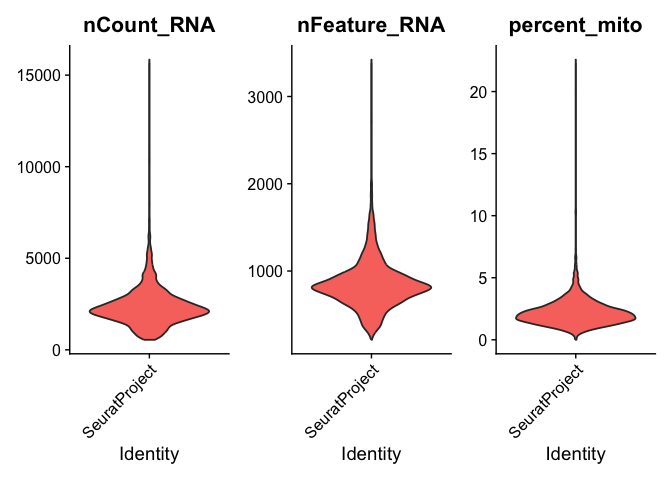 nCount_RNA
15000
10000
5000
0
SeuratProject
Identity
nFeature_RNA
3000
2000
1000
SeuratProject
Identity
percent_mito
20
15
10
5
0
SeuratProject
Identity